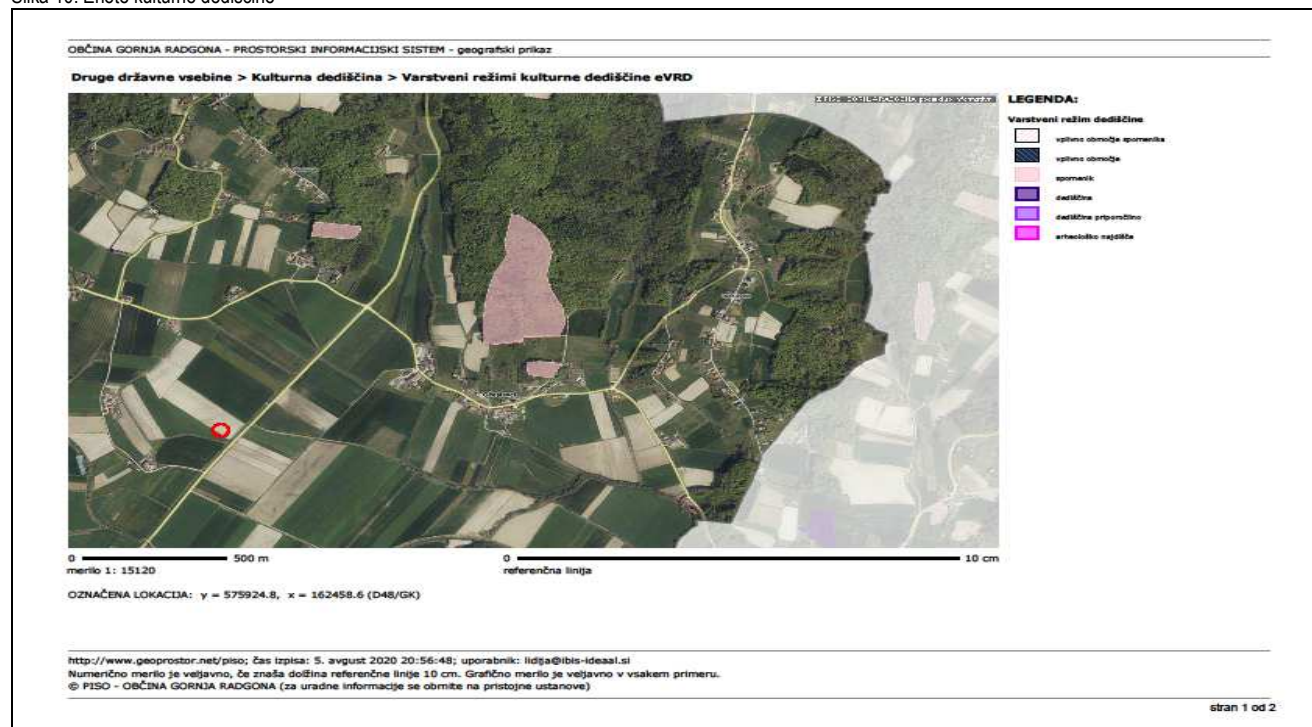 Slika 10: Enote kulturne dediščine
OBČINA GORNJA RADGONA - PROSTORSKI INFORMACIJSKI SISTEM - geografski prikaz
Druge državne vsebine > Kulturna dediščina > Varstveni režimi kulturne dediščine eVRD
LEGENDA:
Varstveni režim dediščine
vplivno območje spomenika
vplivno območje
spomenik
dediščina
dediščina priporočilno
arheološko najdišče
0 500 m
merilo 1: 15120
0 10 cm
referenčna linija
OZNAČENA LOKACIJA: y = 575924.8, x = 162458.6 (D48/GK)
http://www.geoprostor.net/piso; čas izpisa: 5. avgust 2020 20:56:48; uporabnik: lidija@ibis-ideaal.si
Numerično merilo je veljavno, če znaša dolžina referenčne linije 10 cm. Grafično merilo je veljavno v vsakem primeru.
© PISO - OBČINA GORNJA RADGONA (za uradne informacije se obrnite na pristojne ustanove)
stran 1 od 2